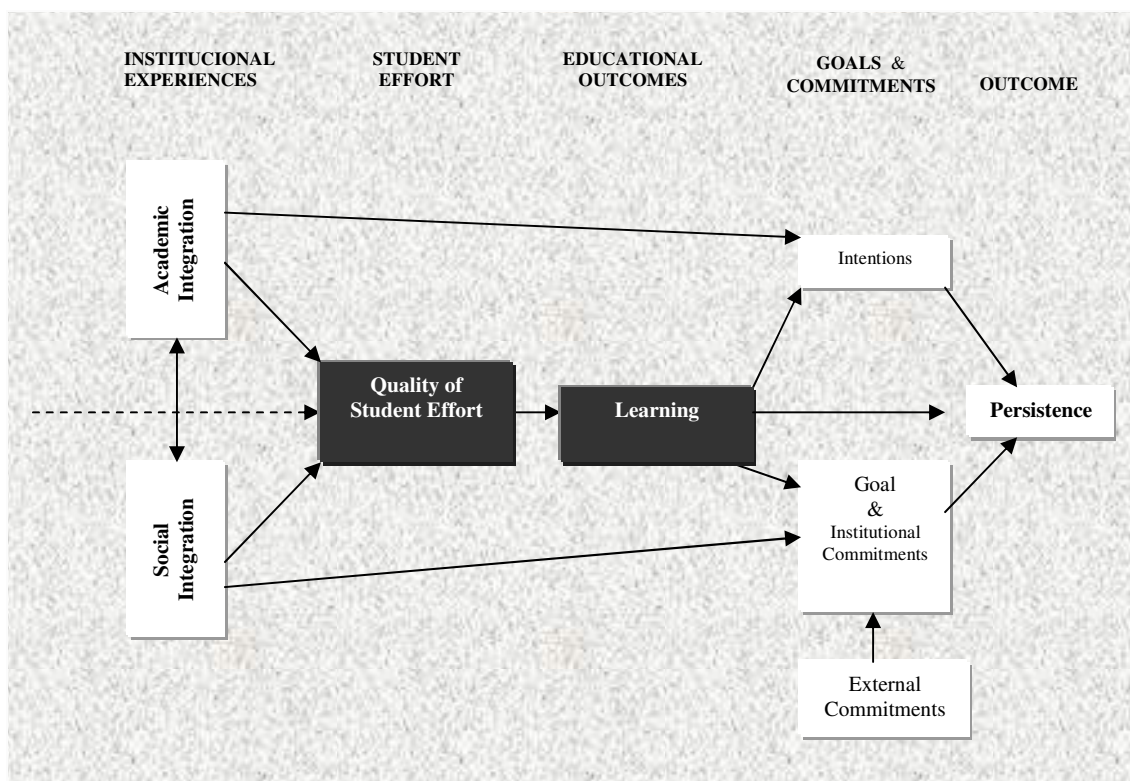 INSTITUCIONAL
EXPERIENCES
STUDENT
EFFORT
EDUCATIONAL
OUTCOMES
GOALS &
COMMITMENTS
OUTCOME
Academic
Integration
Intentions
Quality of
Student Effort
Learning
Persistence
Social
Integration
Goal
&
Institutional
Commitments
External
Commitments